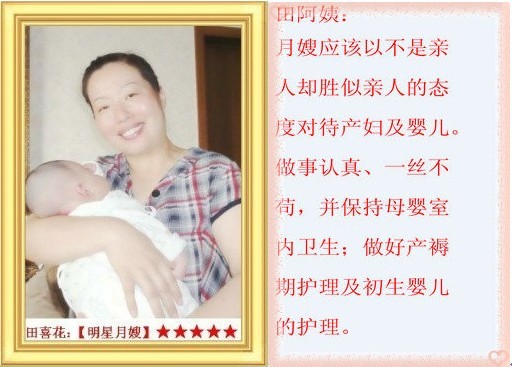 田喜花：【明星月嫂】★★★★★
田阿姨：
月嫂应该以不是亲
人却胜似亲人的态
度对待产妇及婴儿。
做事认真、一丝不
苟，并保持母婴室
内卫生；做好产褥
期护理及初生婴儿
的护理。